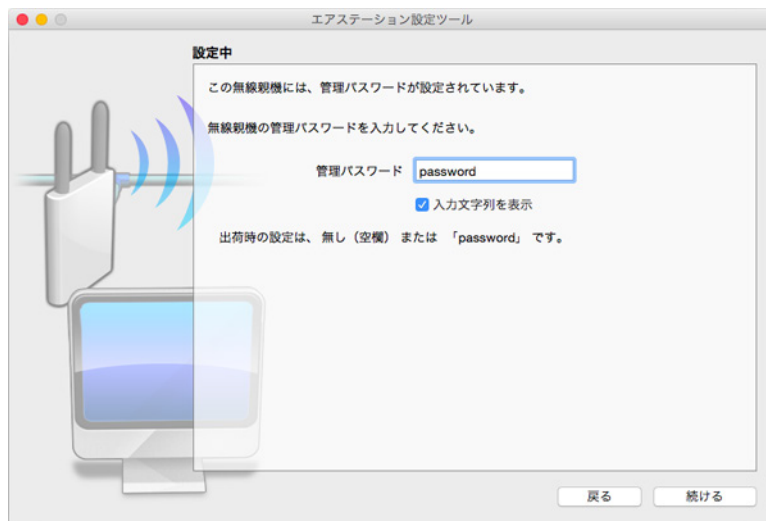 エアステーション設定ツール
設定中
この無線親機には、管理パスワードが設定されています。
無線親機の管理パスワードを入力してください。
管理パスワード password
入力文字列を表示
出荷時の設定は、 無し（空欄） または 「password」 です。
戻る 続ける